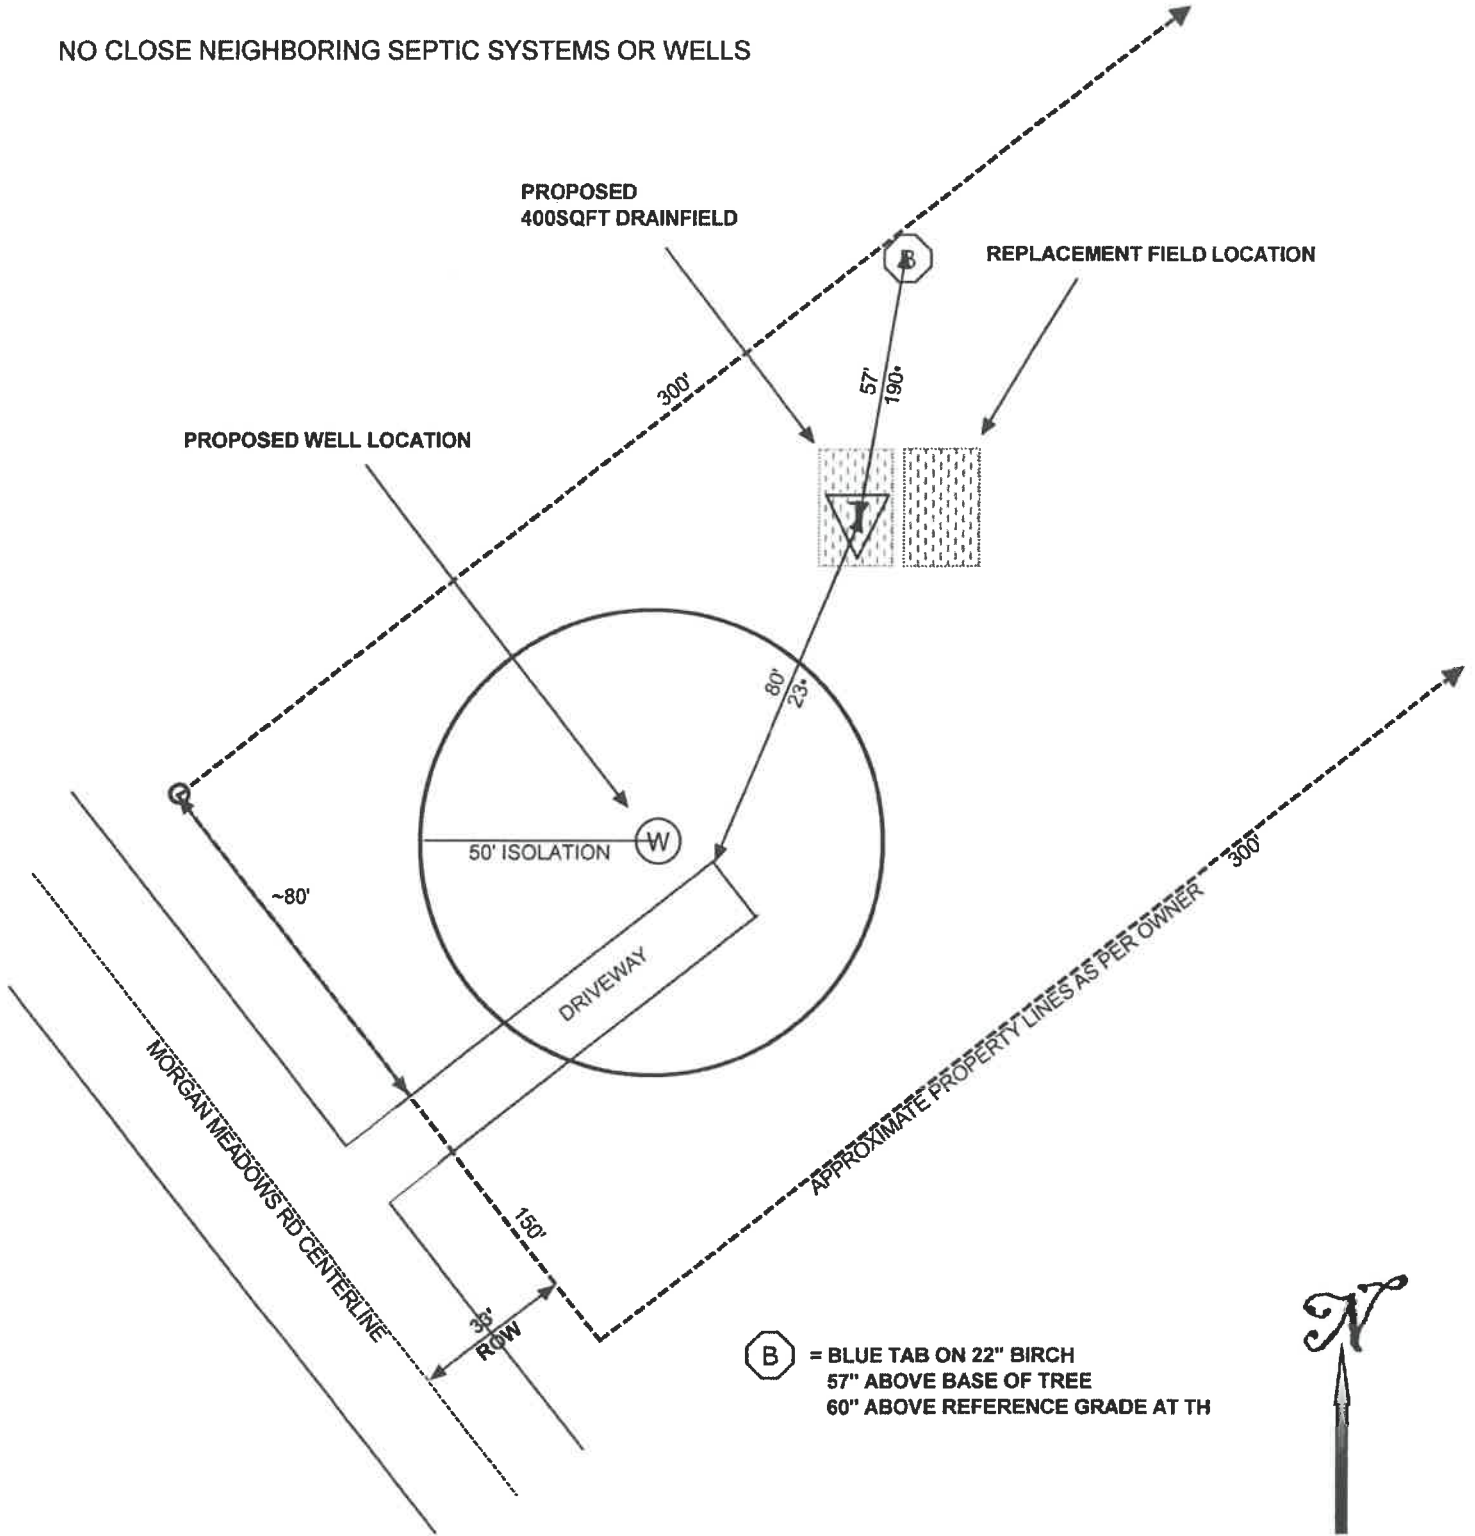 NO CLOSE NEIGHBORING SEPTIC SYSTEMS OR WELLS
PROPOSED
400SQFT DRAINFIELD
B
REPLACEMENT FIELD LOCATION
57'
190•
300'
PROPOSED WELL LOCATION
T
80'
23•
W
50' ISOLATION
~80'
300'
DRIVEWAY
APPROXIMATE PROPERTY LINES AS PER OWNER
MORGAN MEADOWS RD CENTERLINE
150'
33'
ROW
N
B = BLUE TAB ON 22" BIRCH
57" ABOVE BASE OF TREE
60" ABOVE REFERENCE GRADE AT TH